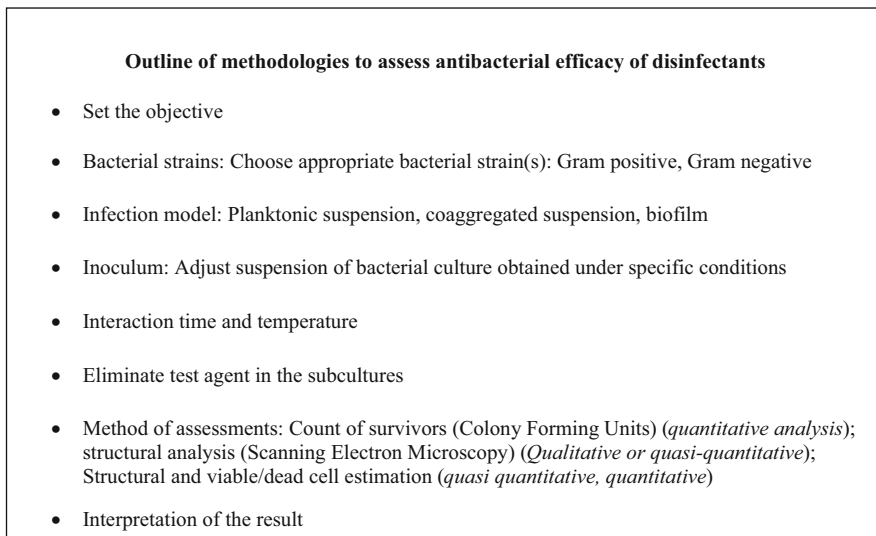 Outline of methodologies to assess antibacterial efficacy of disinfectants
• Set the objective
• Bacterial strains: Choose appropriate bacterial strain(s): Gram positive, Gram negative
• Infection model: Planktonic suspension, coaggregated suspension, biofilm
• Inoculum: Adjust suspension of bacterial culture obtained under specific conditions
• Interaction time and temperature
• Eliminate test agent in the subcultures
• Method of assessments: Count of survivors (Colony Forming Units) (quantitative analysis);
structural analysis (Scanning Electron Microscopy) (Qualitative or quasi-quantitative);
Structural and viable/dead cell estimation (quasi quantitative, quantitative)
• Interpretation of the result